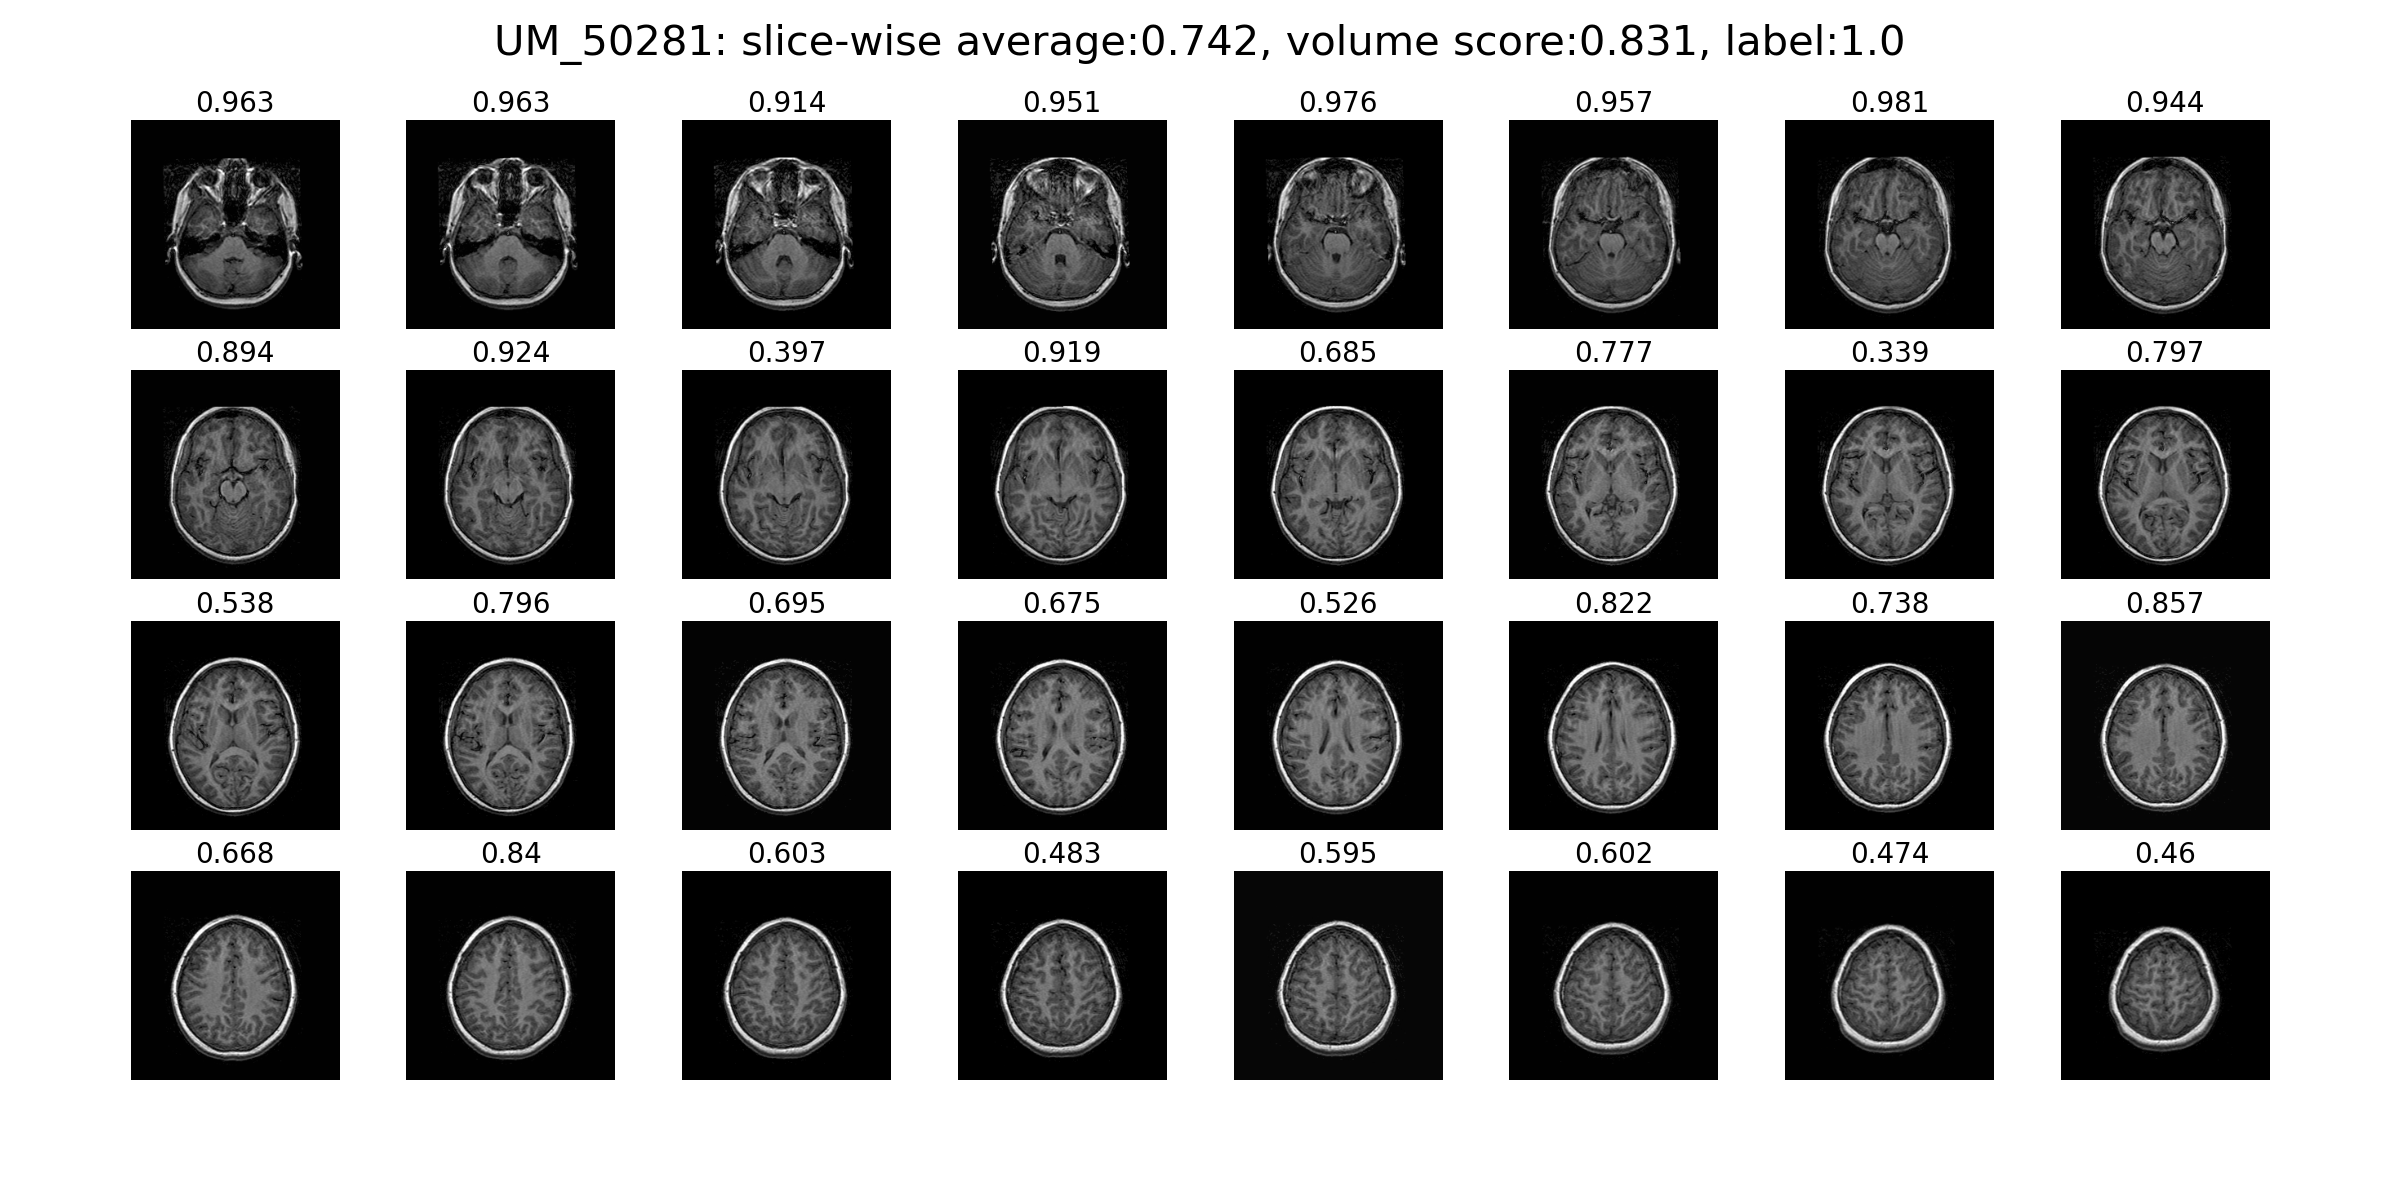 UM_50281: slice-wise average:0.742, volume score:0.831, label:1.0
0.963 0.963 0.914 0.951 0.976 0.957 0.981 0.944
0.894 0.924 0.397 0.919 0.685 0.777 0.339 0.797
0.538 0.796 0.695 0.675 0.526 0.822 0.738 0.857
0.668 0.84 0.603 0.483 0.595 0.602 0.474 0.46